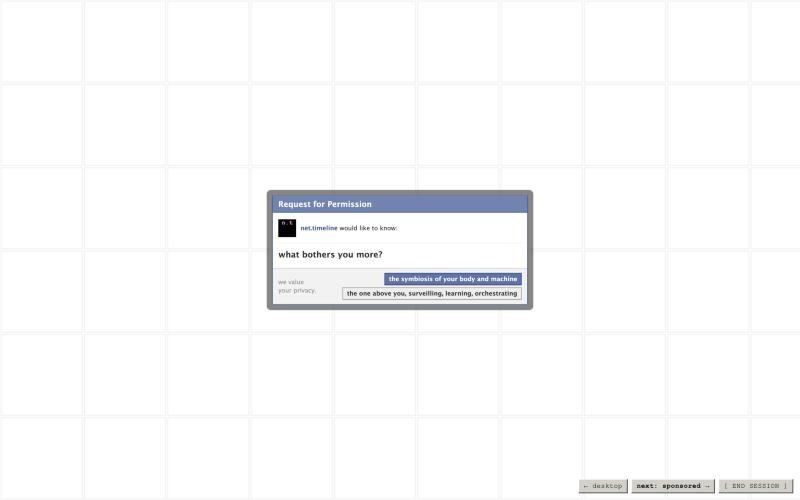 Request for Permission
n.t
net.timeline would like to know:
what bothers you more?
we value
your privacy.
the symbiosis of your body and machine
the one above you, surveilling, learning, orchestrating
← desktop
next: sponsored →
[ END SESSION ]